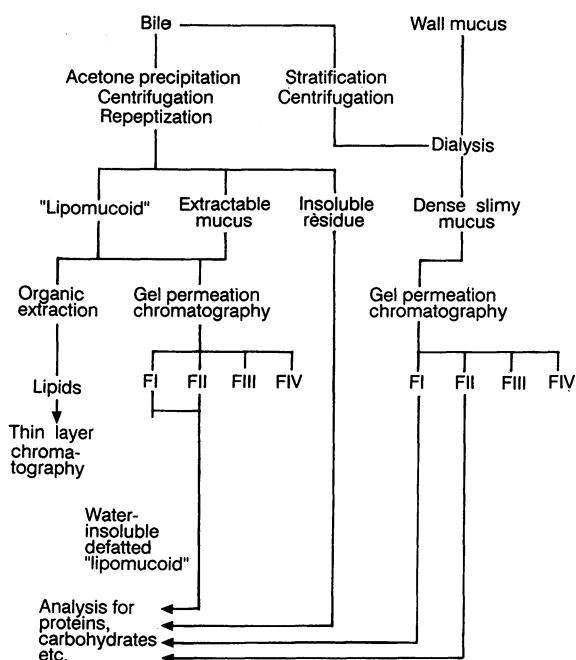 Bile
Wall mucus
Acetone precipitation
Centrifugation
Repeptization
Stratification
Centrifugation
Dialysis
"Lipomucoid"
Extractable
mucus
Insoluble
rèsidue
Dense slimy
mucus
Organic
extraction
Gel permeation
chromatography
Gel permeation
chromatography
FI FII FIII FIV
FI FII FIII FIV
Lipids
Thin layer
chroma-
tography
Water-
insoluble
defatted
"lipomucoid"
Analysis for
proteins,
carbohydrates
etc.